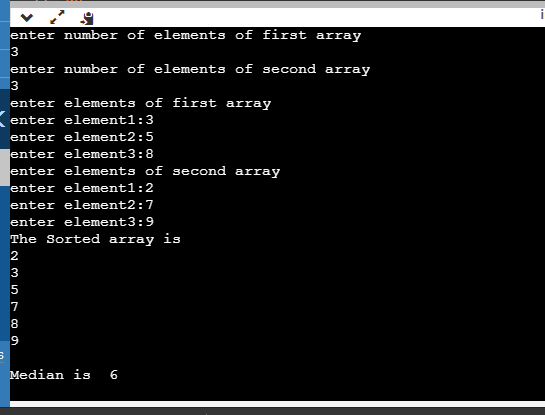 enter number of elements of first array
3
enter number of elements of second array
3
enter elements of first array
enter element1:3
enter element2:5
enter element3:8
enter elements of second array
enter element1:2
enter element2:7
enter element3:9
The Sorted array is
2
3
5
7
8
9
Median is  6